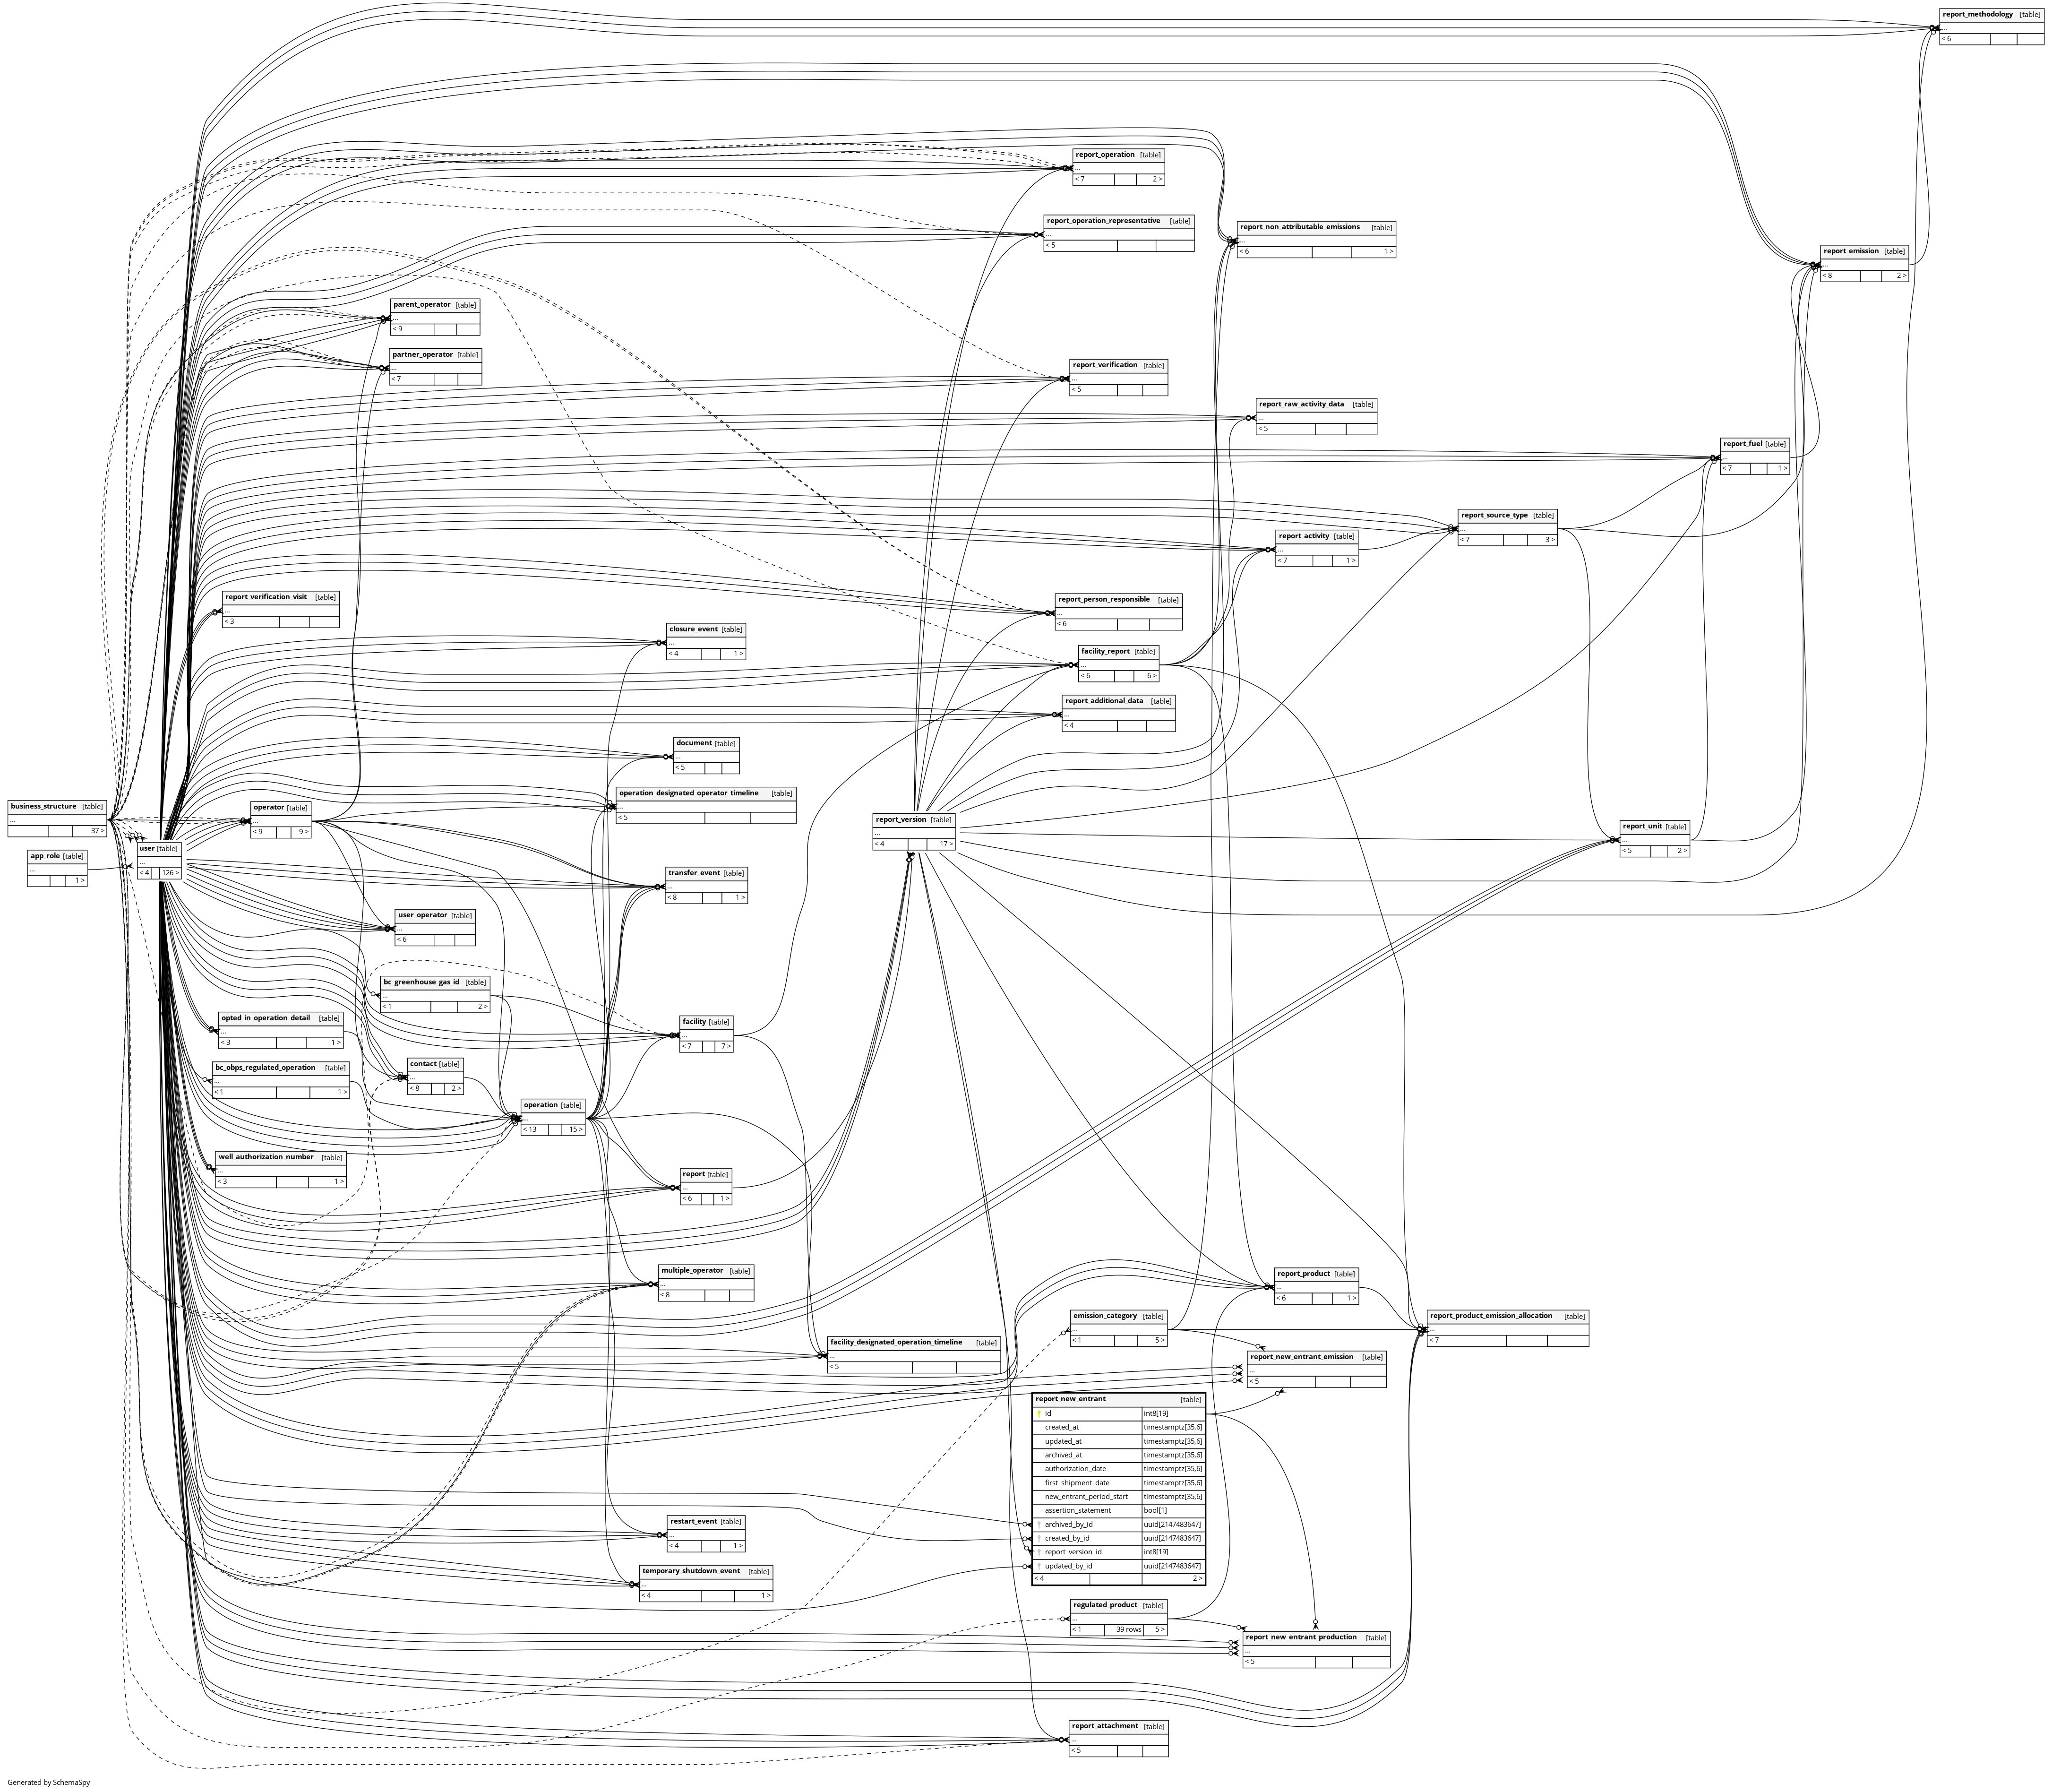 report_methodology [table]
...
< 6
report_operation [table]
...
< 7 2 >
report_operation_representative [table]
...
< 5
report_non_attributable_emissions [table]
...
< 6 1 >
report_emission [table]
...
< 8 2 >
parent_operator [table]
...
< 9
partner_operator [table]
...
< 7
report_verification [table]
...
< 5
report_raw_activity_data [table]
...
< 5
report_fuel [table]
...
< 7 1 >
report_source_type [table]
...
< 7 3 >
report_activity [table]
...
< 7 1 >
report_verification_visit [table]
...
< 3
report_person_responsible [table]
...
< 6
closure_event [table]
...
< 4 1 >
facility_report [table]
...
< 6 6 >
report_additional_data [table]
...
< 4
document [table]
...
< 5
operation_designated_operator_timeline [table]
...
< 5
business_structure [table]
...
37 >
operator [table]
...
< 9 9 >
report_version [table]
...
< 4 17 >
report_unit [table]
...
< 5 2 >
user [table]
...
< 4 126 >
app_role [table]
...
1 >
transfer_event [table]
...
< 8 1 >
user_operator [table]
...
< 6
bc_greenhouse_gas_id [table]
...
< 1 2 >
opted_in_operation_detail [table]
...
< 3 1 >
facility [table]
...
< 7 7 >
bc_obps_regulated_operation [table]
...
< 1 1 >
contact [table]
...
< 8 2 >
operation [table]
...
< 13 15 >
well_authorization_number [table]
...
< 3 1 >
report [table]
...
< 6 1 >
multiple_operator [table]
...
< 8
report_product [table]
...
< 6 1 >
emission_category [table]
...
< 1 5 >
report_product_emission_allocation [table]
...
< 7
facility_designated_operation_timeline [table]
...
< 5
report_new_entrant_emission [table]
...
< 5
report_new_entrant [table]
id int8[19]
created_at timestamptz[35,6]
updated_at timestamptz[35,6]
archived_at timestamptz[35,6]
authorization_date timestamptz[35,6]
first_shipment_date timestamptz[35,6]
new_entrant_period_start timestamptz[35,6]
assertion_statement bool[1]
archived_by_id uuid[2147483647]
created_by_id uuid[2147483647]
report_version_id int8[19]
updated_by_id uuid[2147483647]
< 4 2 >
restart_event [table]
...
< 4 1 >
temporary_shutdown_event [table]
...
< 4 1 >
regulated_product [table]
...
< 1 39 rows 5 >
report_new_entrant_production [table]
...
< 5
report_attachment [table]
...
< 5
Generated by SchemaSpy